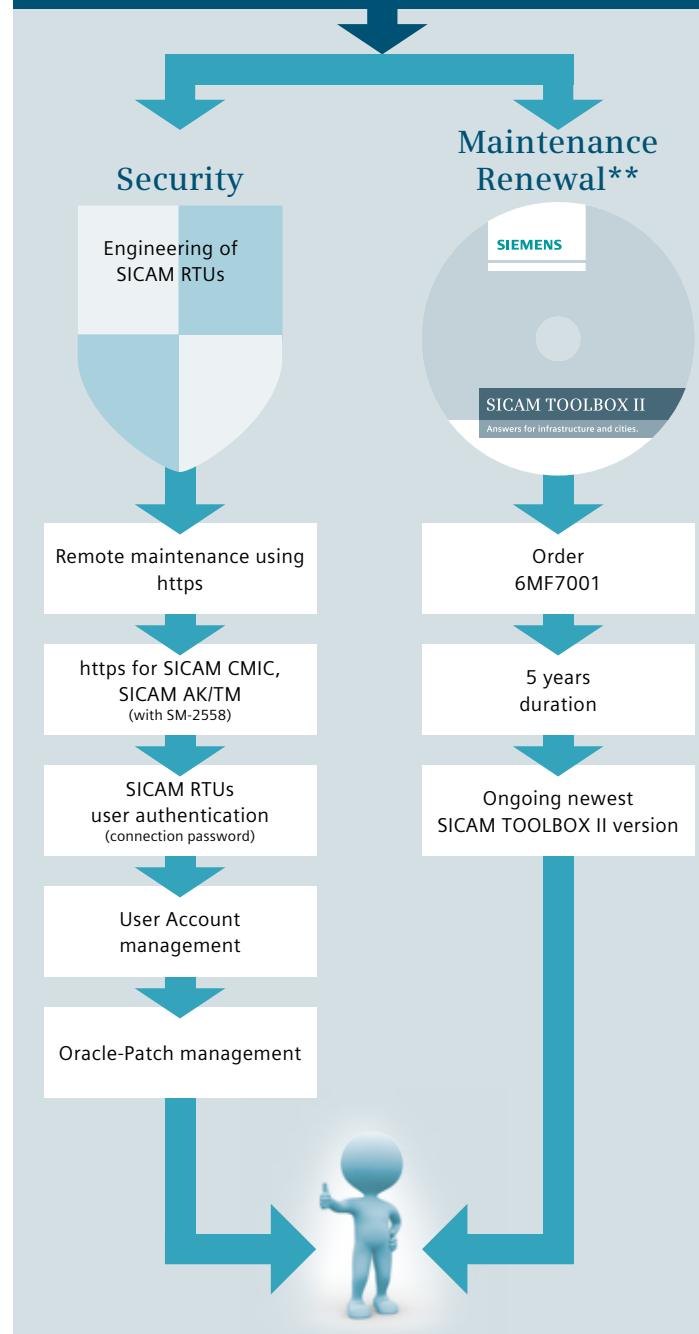 Security
Engineering of
SICAM RTUs
Remote maintenance using
https
https for SICAM CMIC,
SICAM AK/TM
(with SM-2558)
SICAM RTUs
user authentication
(connection password)
User Account
management
Oracle-Patch management
Maintenance
Renewal**
SIEMENS
SICAM TOOLBOX II
Answers for infrastructure and cities.
Order
6MF7001
5 years
duration
Ongoing newest
SICAM TOOLBOX II version